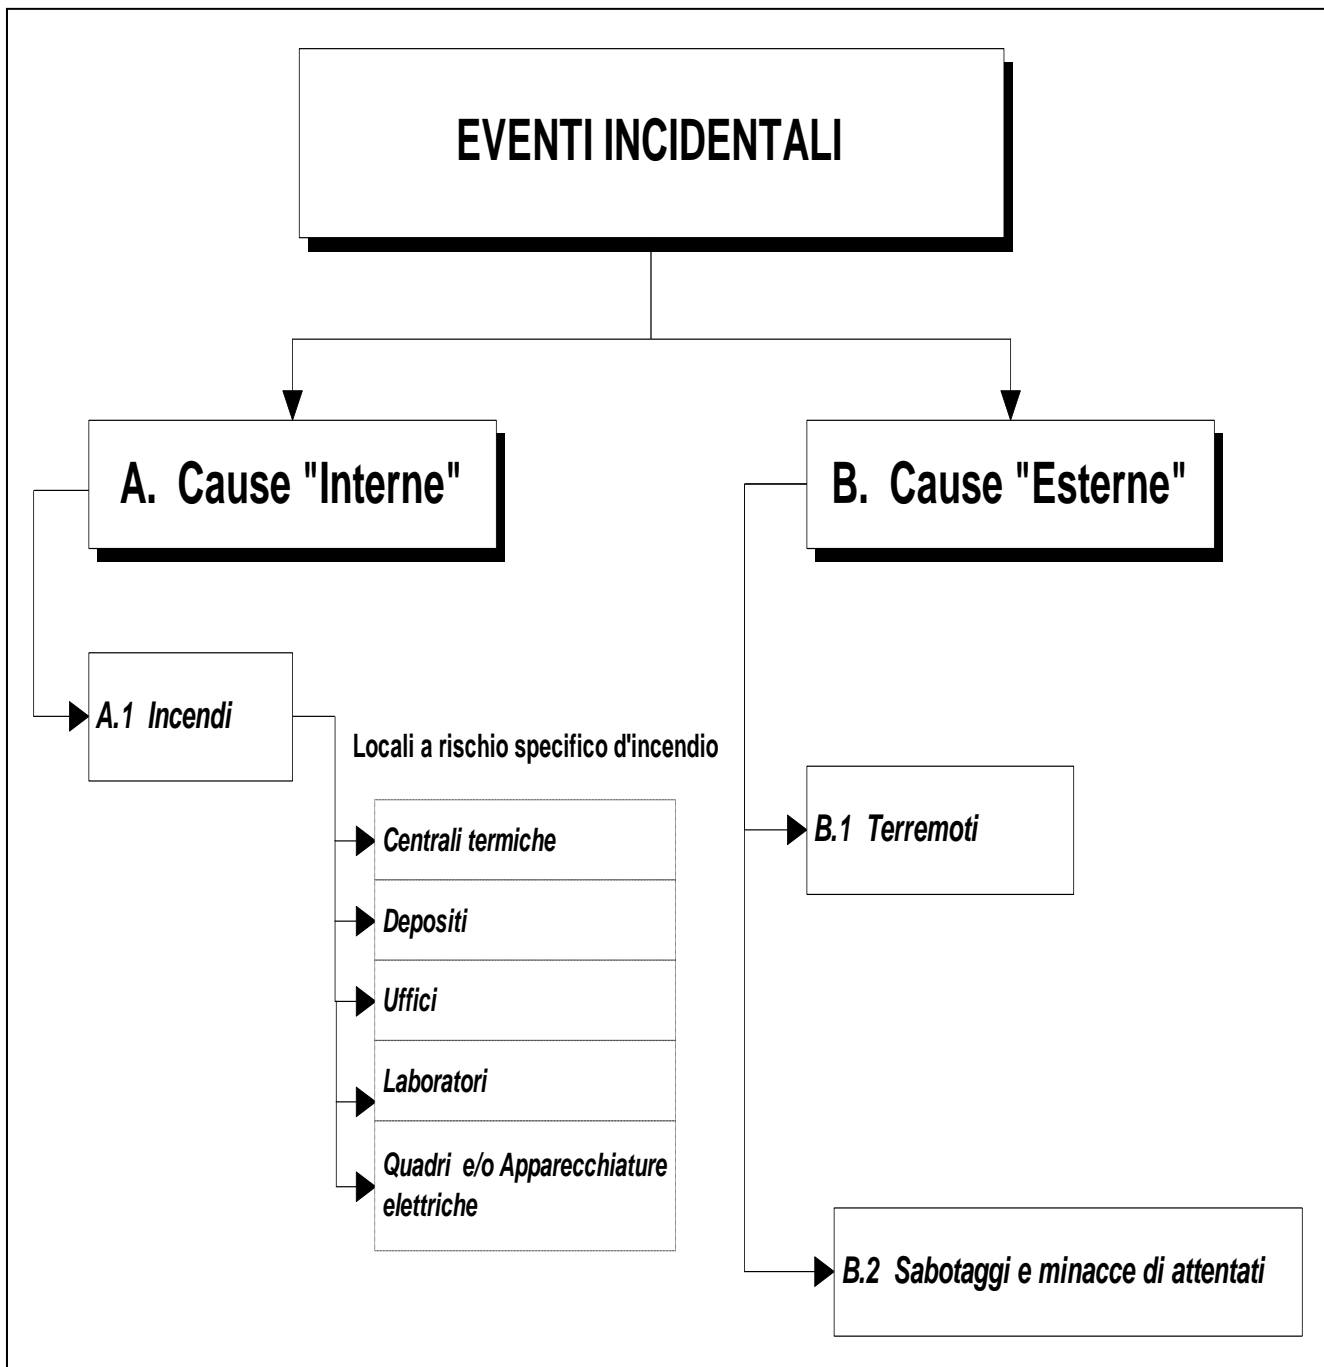 EVENTI INCIDENTALI
A. Cause "Interne"
B. Cause "Esterne"
A.1 Incendi
Locali a rischio specifico d'incendio
Centrali termiche
Depositi
Uffici
Laboratori
Quadri e/o Apparecchiature
elettriche
B.1 Terremoti
B.2 Sabotaggi e minacce di attentati